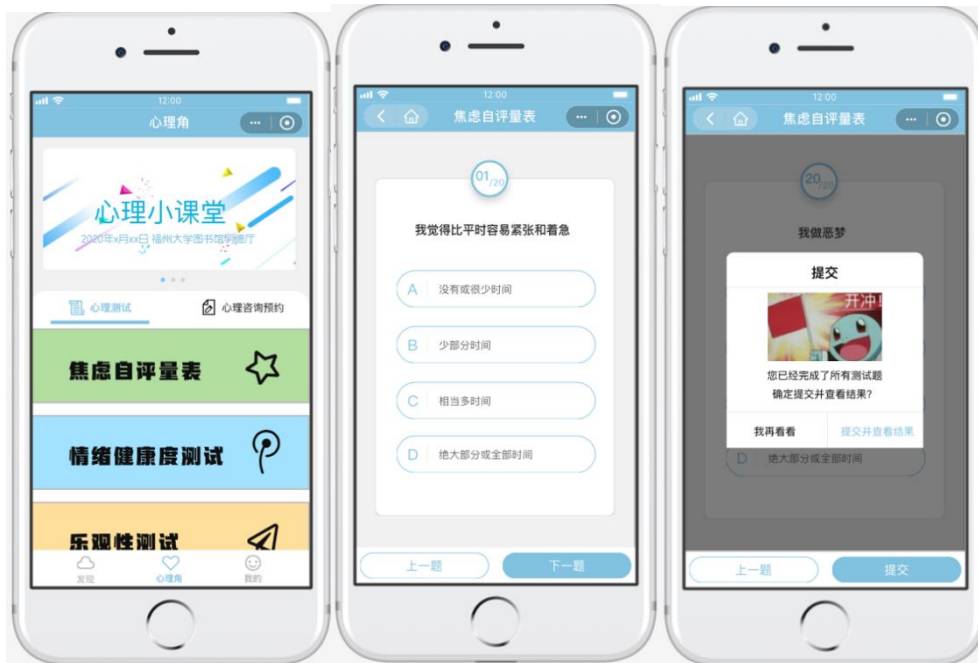 12:00
心理角
心理小课堂
2020年x月xx日 福州大学图书馆学术厅
心理测试
心理咨询预约
焦虑自评量表
情绪健康度测试
乐观性测试
发现
心理角
我的
12:00
焦虑自评量表
01/20
我觉得比平时容易紧张和着急
A 没有或很少时间
B 少部分时间
C 相当多时间
D 绝大部分或全部时间
上一题
下一题
12:00
焦虑自评量表
20/20
我做恶梦
提交
开冲!
您已经完成了所有测试题
确定提交并查看结果?
我再看看
提交并查看结果
D 绝大部分或全部时间
上一题
提交